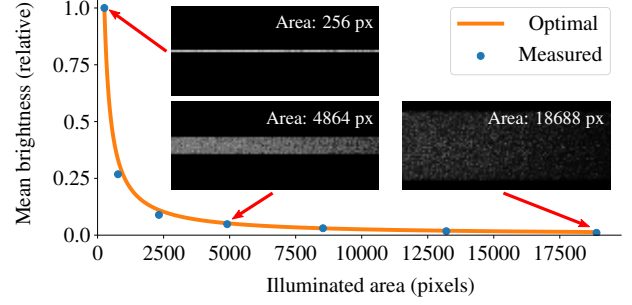 Mean brightness (relative)
1.0
0.75
0.5
0.25
0.0
Area: 256 px
Area: 4864 px
Area: 18688 px
Optimal
Measured
0 2500 5000 7500 10000 12500 15000 17500
Illuminated area (pixels)